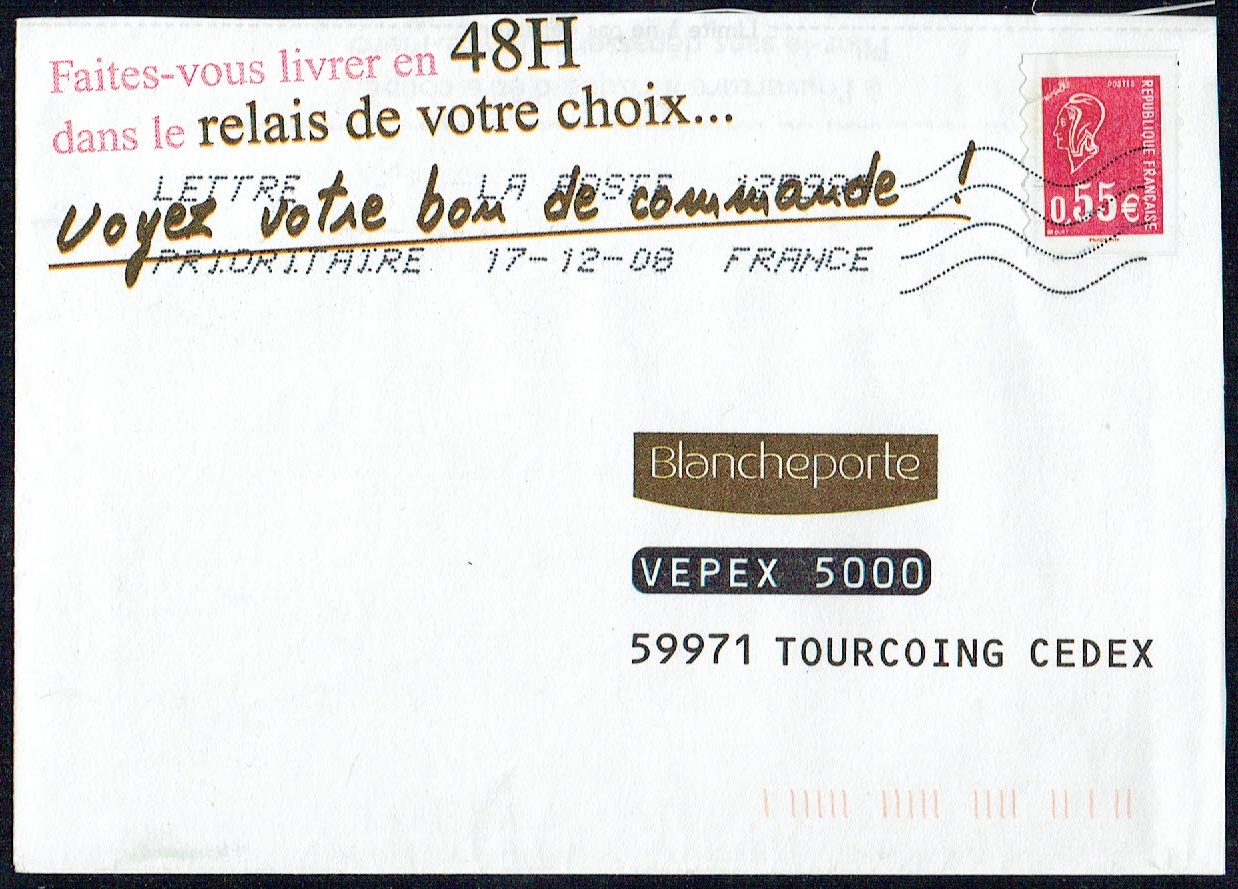 Faites-vous livrer en 48H
dans le relais de votre choix...
LETTRE LA POSTE
voyez votre bon de commande !
PRIORITAIRE 17-12-08 FRANCE
POSTES
REPUBLIQUE FRANÇAISE
0,55€
Blancheporte
VEPEX 5000
59971 TOURCOING CEDEX